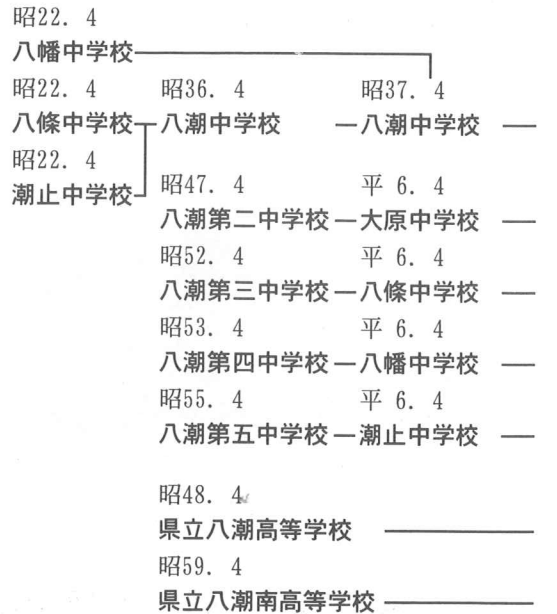 昭22. 4
八幡中学校
昭22. 4 昭36. 4 昭37. 4
八條中学校 八潮中学校 八潮中学校
昭22. 4
潮止中学校
昭47. 4 平 6. 4
八潮第二中学校 大原中学校
昭52. 4 平 6. 4
八潮第三中学校 八條中学校
昭53. 4 平 6. 4
八潮第四中学校 八幡中学校
昭55. 4 平 6. 4
八潮第五中学校 潮止中学校
昭48. 4
県立八潮高等学校
昭59. 4
県立八潮南高等学校